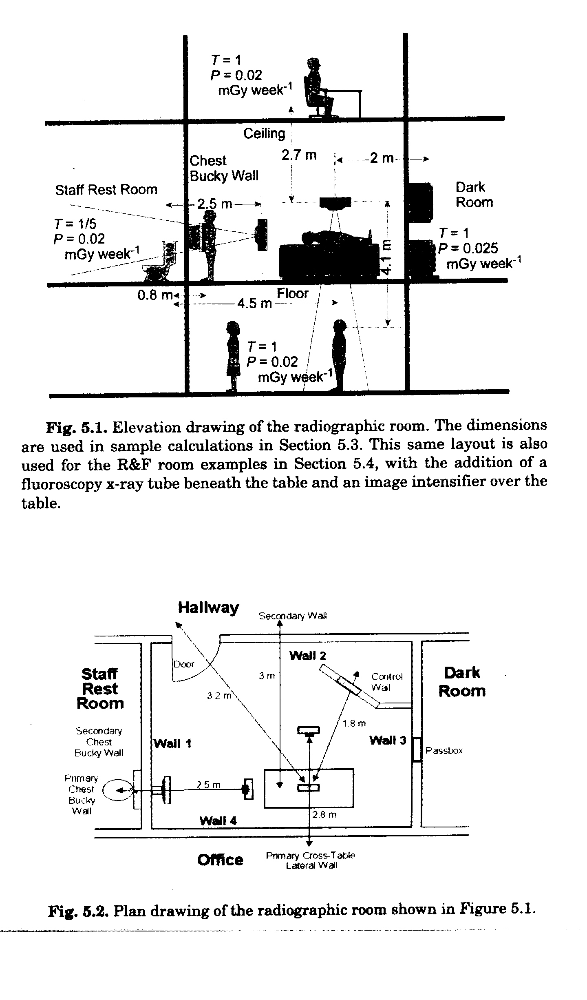 T = 1
P = 0.02
mGy week-1
Ceiling
2.7 m
2 m
Chest
Bucky Wall
Staff Rest Room
2.5 m
Dark
Room
T = 1/5
P = 0.02
mGy week-1
T = 1
P = 0.025
mGy week-1
4.1 m
0.8 m
Floor
4.5 m
T = 1
P = 0.02
mGy week-1
Fig. 5.1. Elevation drawing of the radiographic room. The dimensions
are used in sample calculations in Section 5.3. This same layout is also
used for the R&F room examples in Section 5.4, with the addition of a
fluoroscopy x-ray tube beneath the table and an image intensifier over the
table.
Hallway
Secondary Wall
Door
Wall 2
3 m
Control
Wall
Staff
Rest
Room
Dark
Room
3 2 m
1 8 m
Secondary
Chest
Bucky Wall
Wall 1
Wall 3
Passbox
Primary
Chest
Bucky
Wall
2 5 m
2 8 m
Wall 4
Office
Primary Cross-Table
Lateral Wall
Fig. 5.2. Plan drawing of the radiographic room shown in Figure 5.1.